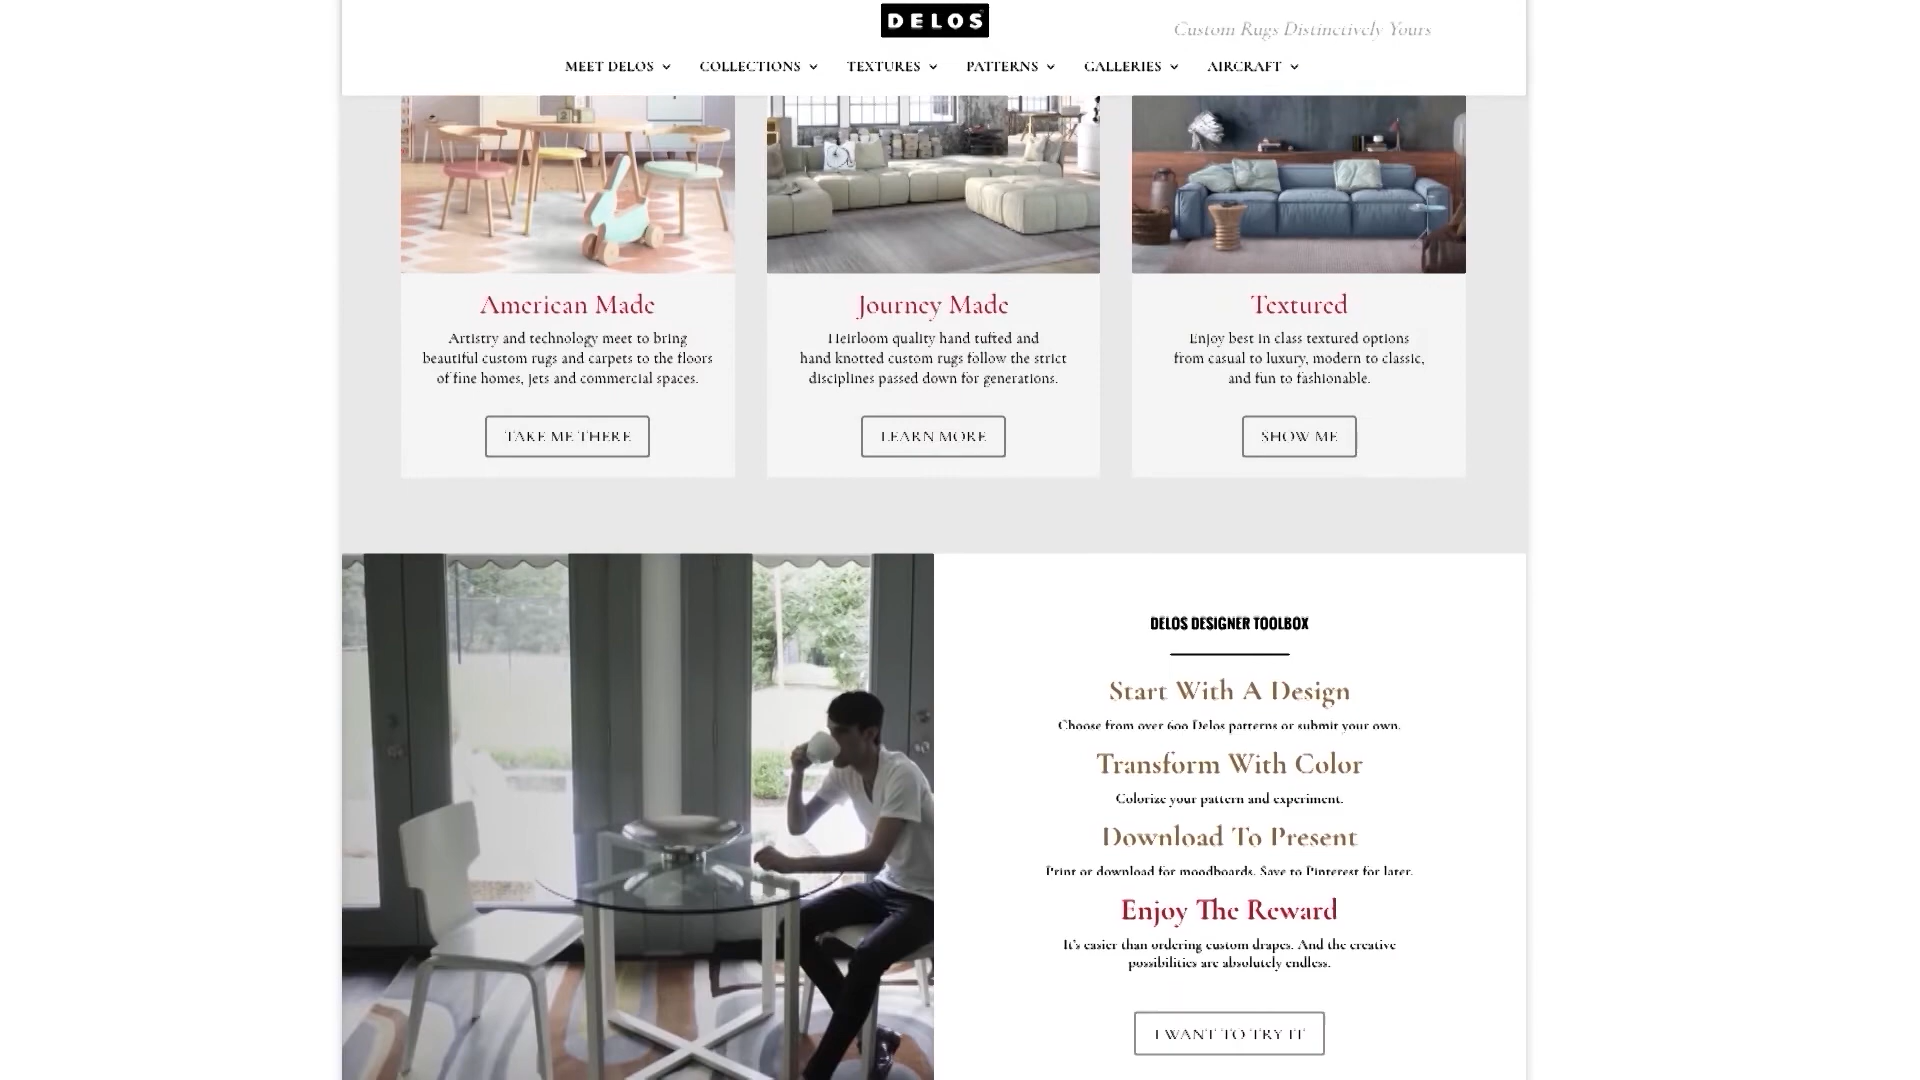 DELOS
Custom Rugs Distinctively Yours
MEET DELOS
COLLECTIONS
TEXTURES
PATTERNS
GALLERIES
AIRCRAFT
American Made
Artistry and technology meet to bring
beautiful custom rugs and carpets to the floors
of fine homes, jets and commercial spaces.
TAKE ME THERE
Journey Made
Heirloom quality hand tufted and
hand knotted custom rugs follow the strict
disciplines passed down for generations.
LEARN MORE
Textured
Enjoy best in class textured options
from casual to luxury, modern to classic,
and fun to fashionable.
SHOW ME
DELOS DESIGNER TOOLBOX
Start With A Design
Choose from over 600 Delos patterns or submit your own.
Transform With Color
Colorize your pattern and experiment.
Download To Present
Print or download for moodboards. Save to Pinterest for later.
Enjoy The Reward
It's easier than ordering custom drapes. And the creative
possibilities are absolutely endless.
I WANT TO TRY IT